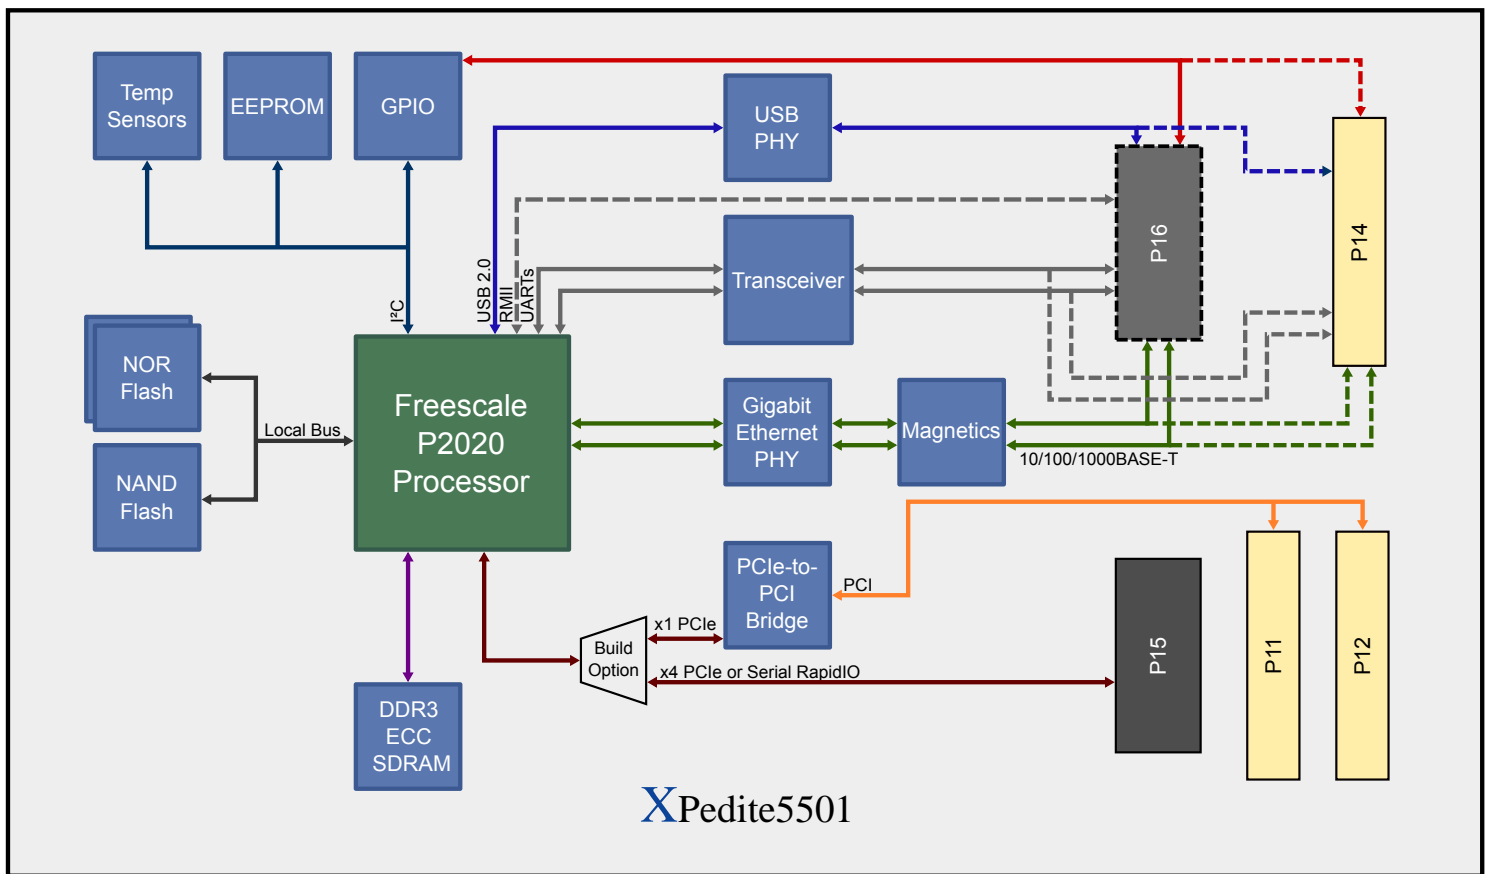 Temp
Sensors
EEPROM
GPIO
USB
PHY
P16
P14
Transceiver
I²C
USB 2.0
RMII
UARTs
NOR
Flash
Local Bus
NAND
Flash
Freescale
P2020
Processor
Gigabit
Ethernet
PHY
Magnetics
10/100/1000BASE-T
PCIe-to-
PCI
Bridge
PCI
x1 PCIe
Build
Option
x4 PCIe or Serial RapidIO
P15
P11
P12
DDR3
ECC
SDRAM
XPedite5501